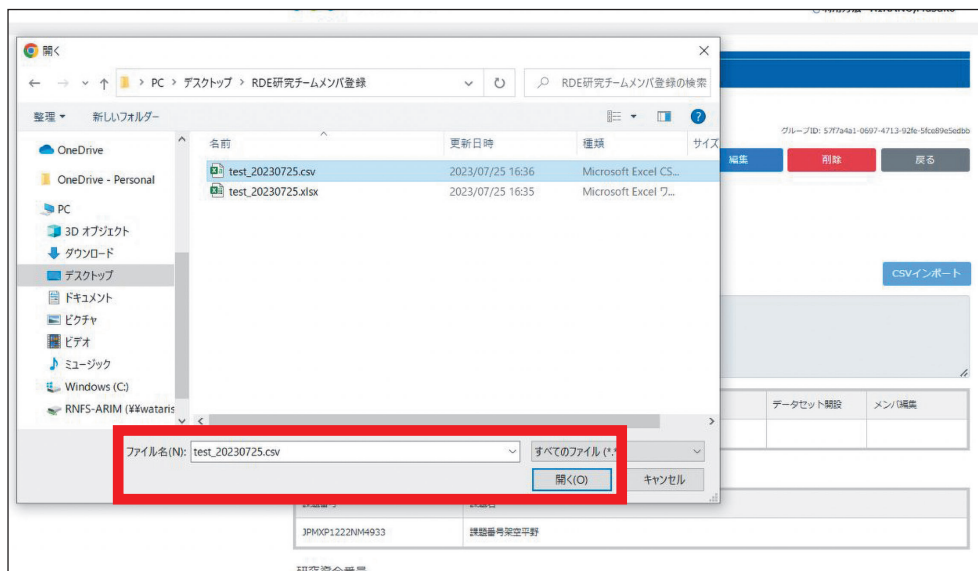 開く
PC > デスクトップ > RDE研究チームメンバ登録
RDE研究チームメンバ登録の検索
整理 新しいフォルダー
グループID: 57f7a4a1-0697-4713-92fe-5fce89e5edbb
編集 削除 戻る
名前 更新日時 種類 サイズ
test_20230725.csv 2023/07/25 16:36 Microsoft Excel CS...
test_20230725.xlsx 2023/07/25 16:35 Microsoft Excel ワ...
OneDrive
OneDrive - Personal
PC
3D オブジェクト
ダウンロード
デスクトップ
ドキュメント
ピクチャ
ビデオ
ミュージック
Windows (C:)
RNFS-ARIM (¥¥wataris
CSVインポート
データセット開設 メンバ編集
ファイル名(N): test_20230725.csv すべてのファイル (*.*
開く(O) キャンセル
JPMXP1222NM4933 課題番号架空平野